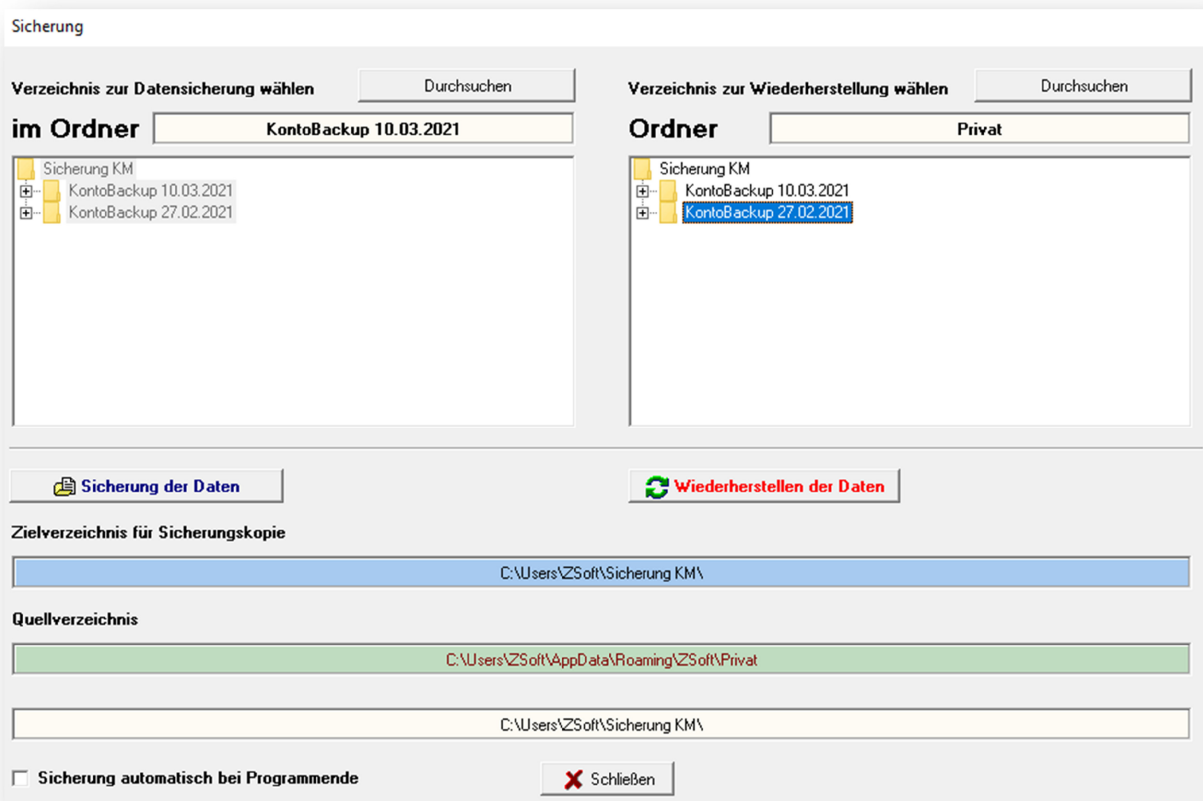 Sicherung
Verzeichnis zur Datensicherung wählen
Durchsuchen
im Ordner
KontoBackup 10.03.2021
Sicherung KM
KontoBackup 10.03.2021
KontoBackup 27.02.2021
Verzeichnis zur Wiederherstellung wählen
Durchsuchen
Ordner
Privat
Sicherung KM
KontoBackup 10.03.2021
KontoBackup 27.02.2021
Sicherung der Daten
Wiederherstellen der Daten
Zielverzeichnis für Sicherungskopie
C:\Users\ZSoft\Sicherung KM\
Quellverzeichnis
C:\Users\ZSoft\AppData\Roaming\ZSoft\Privat
C:\Users\ZSoft\Sicherung KM\
Sicherung automatisch bei Programmende
Schließen